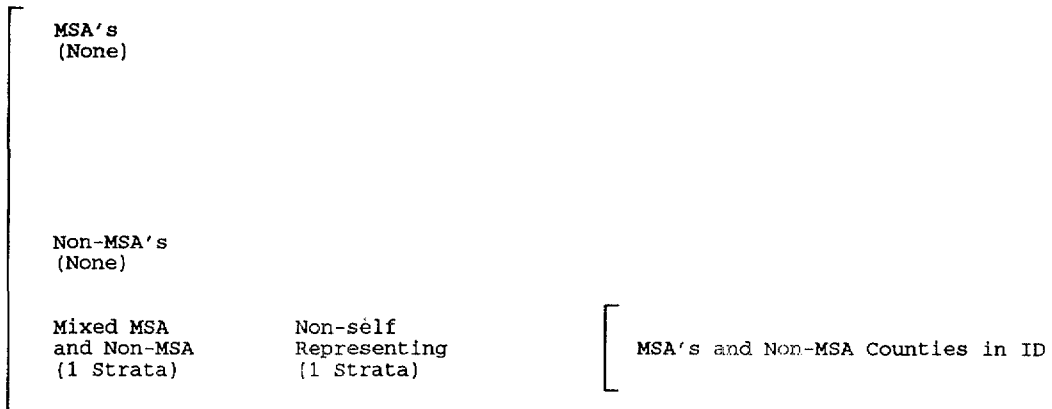 MSA's
(None)
Non-MSA's
(None)
Mixed MSA
and Non-MSA
(1 Strata)
Non-self
Representing
(1 Strata)
MSA's and Non-MSA Counties in ID